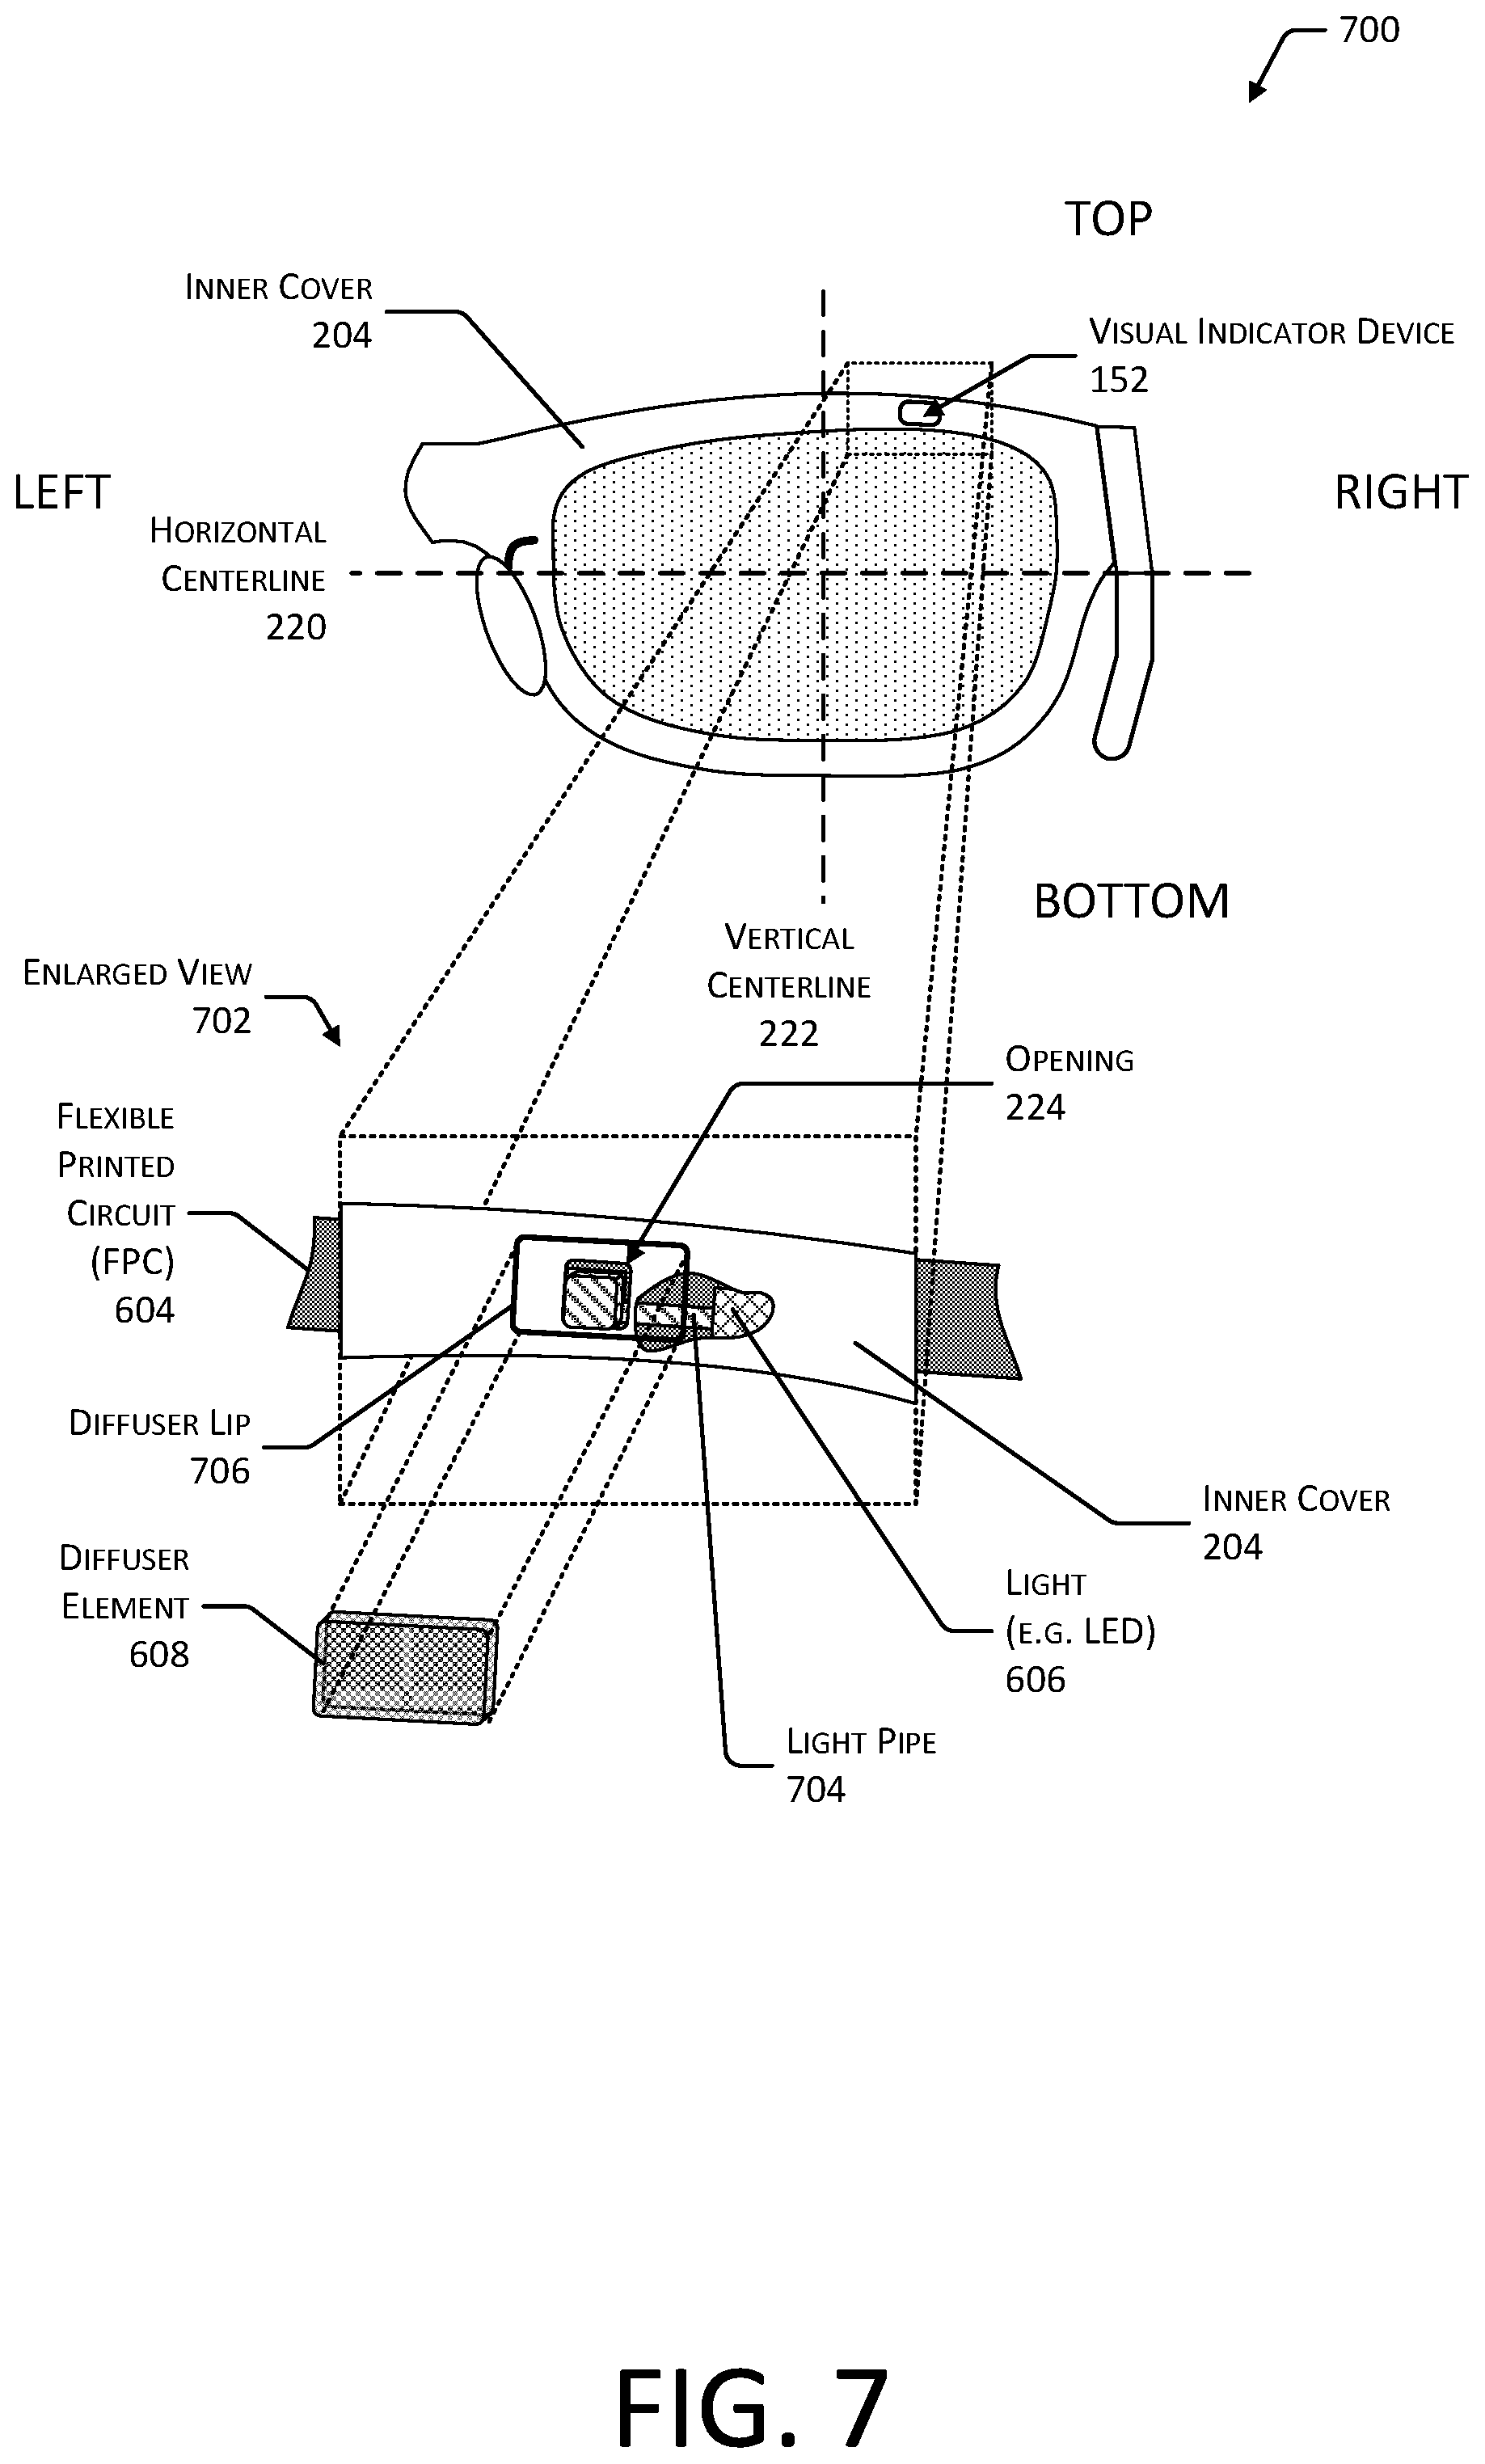 700
TOP
INNER COVER
204
VISUAL INDICATOR DEVICE
152
LEFT
RIGHT
HORIZONTAL
CENTERLINE
220
BOTTOM
VERTICAL
CENTERLINE
222
ENLARGED VIEW
702
OPENING
224
FLEXIBLE
PRINTED
CIRCUIT
(FPC)
604
DIFFUSER LIP
706
INNER COVER
204
DIFFUSER
ELEMENT
608
LIGHT
(E.G. LED)
606
LIGHT PIPE
704
FIG. 7